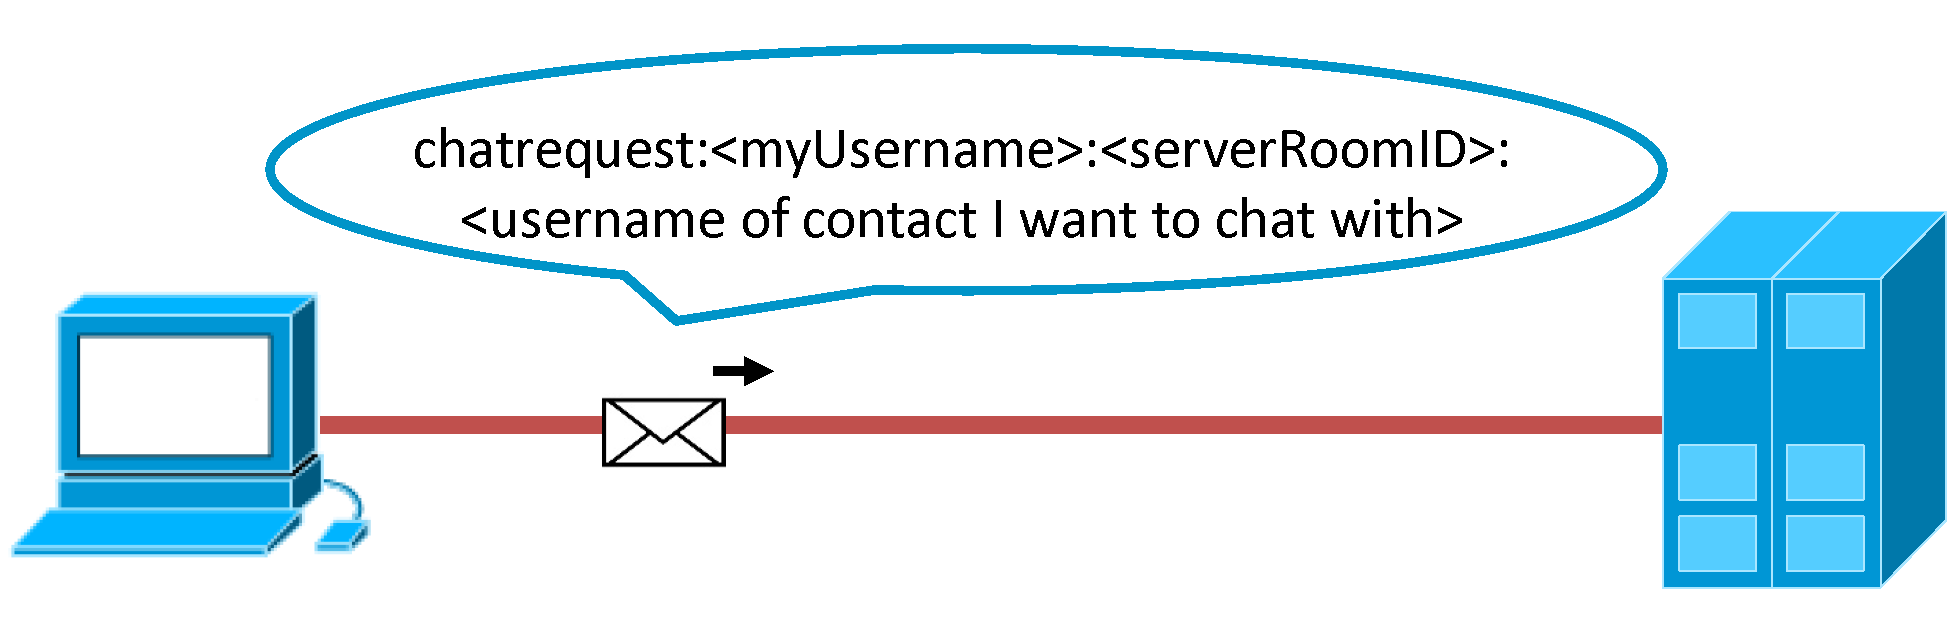 chatrequest:<myUsername>:<serverRoomID>:
<username of contact I want to chat with>